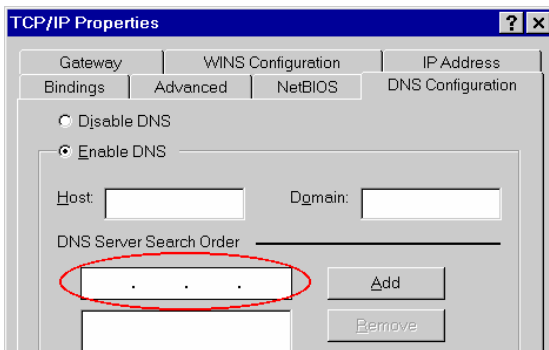 TCP/IP Properties
Gateway WINS Configuration IP Address
Bindings Advanced NetBIOS DNS Configuration
Disable DNS
Enable DNS
Host: Domain:
DNS Server Search Order
. . . Add
Remove